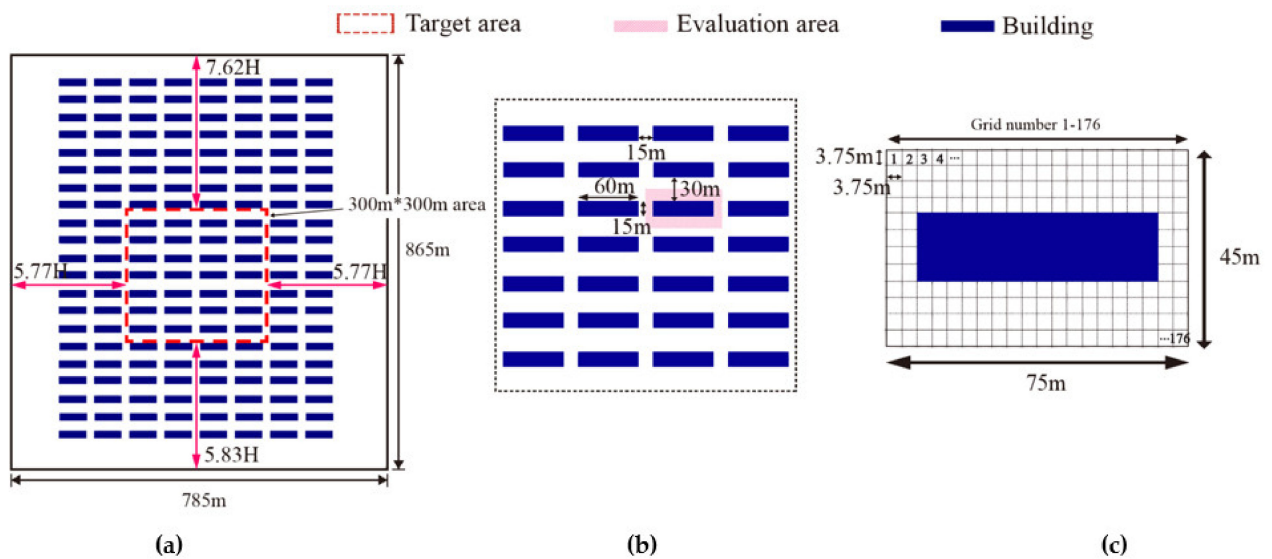 Target area
Evaluation area
Building
7.62H
300m*300m area
865m
5.77H
5.77H
5.83H
785m
(a)
15m
60m
30m
15m
(b)
Grid number 1-176
3.75m
1 2 3 4 ...
3.75m
45m
...176
75m
(c)